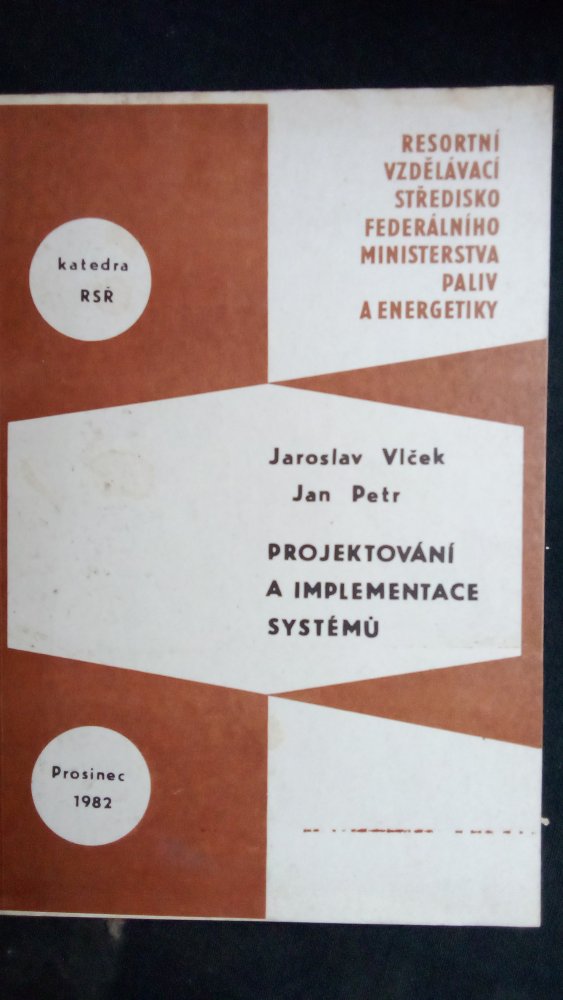 RESORTNÍ
VZDĚLÁVACÍ
STŘEDISKO
FEDERÁLNÍHO
MINISTERSTVA
PALIV
A ENERGETIKY
katedra
RSŘ
Jaroslav Vlček
Jan Petr
PROJEKTOVÁNÍ
A IMPLEMENTACE
SYSTÉMŮ
Prosinec
1982